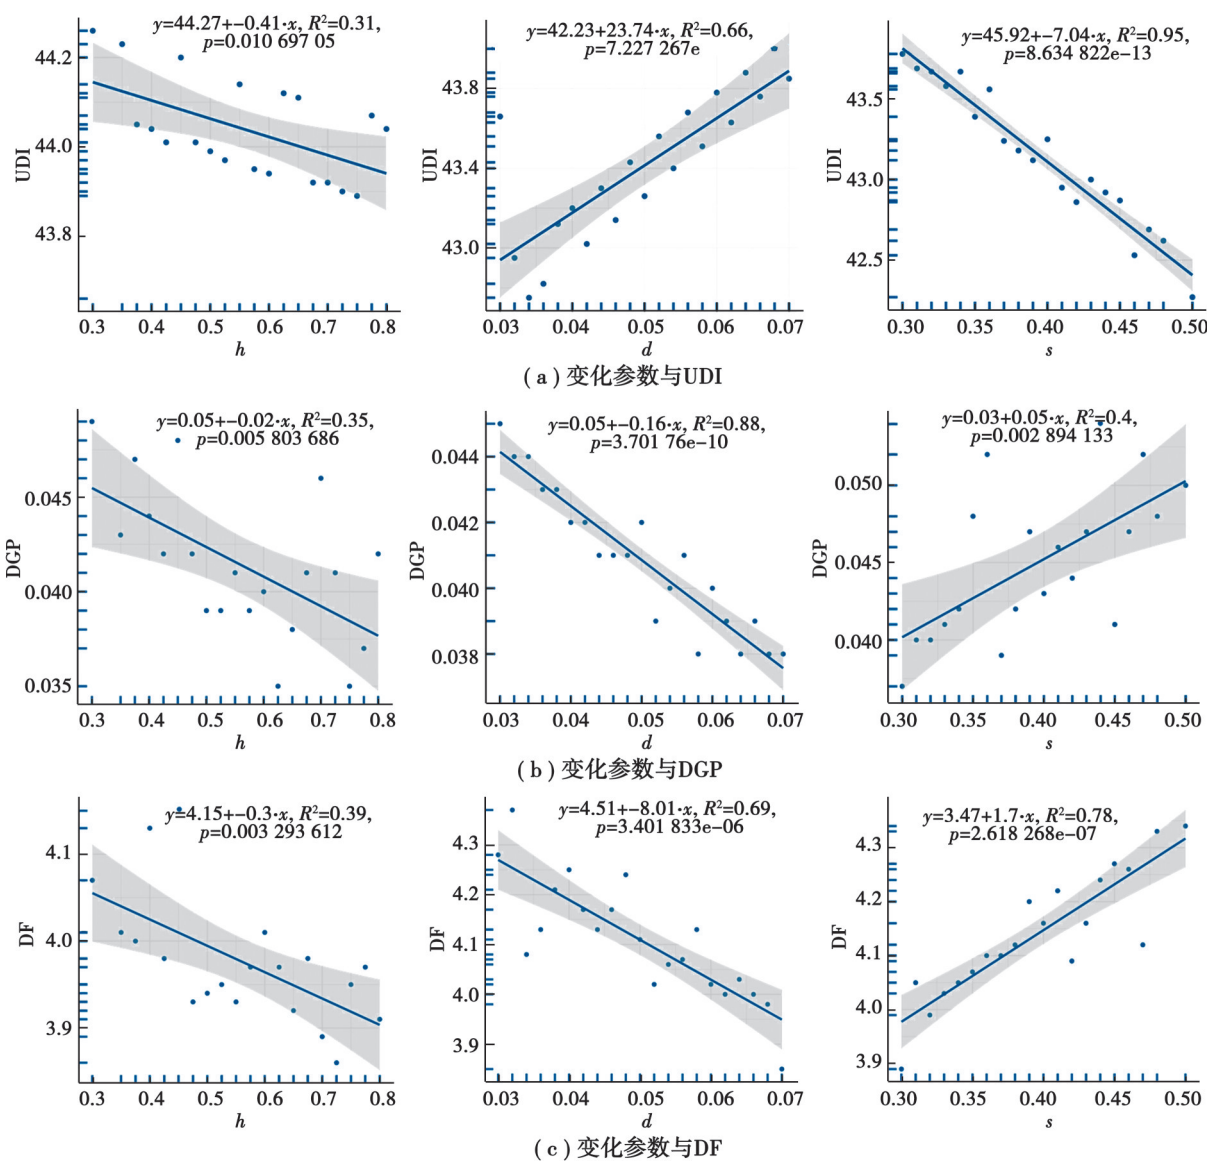 y=44.27+−0.41·x, R²=0.31,
p=0.010 697 05
UDI
44.2
44.0
43.8
0.3 0.4 0.5 0.6 0.7 0.8
h
y=42.23+23.74·x, R²=0.66,
p=7.227 267e
UDI
43.8
43.4
43.0
0.03 0.04 0.05 0.06 0.07
d
y=45.92+−7.04·x, R²=0.95,
p=8.634 822e−13
UDI
43.5
43.0
42.5
0.30 0.35 0.40 0.45 0.50
s
(a)变化参数与UDI
y=0.05+−0.02·x, R²=0.35,
p=0.005 803 686
DGP
0.045
0.040
0.035
0.3 0.4 0.5 0.6 0.7 0.8
h
y=0.05+−0.16·x, R²=0.88,
p=3.701 76e−10
DGP
0.044
0.042
0.040
0.038
0.03 0.04 0.05 0.06 0.07
d
y=0.03+0.05·x, R²=0.4,
p=0.002 894 133
DGP
0.050
0.045
0.040
0.30 0.35 0.40 0.45 0.50
s
(b)变化参数与DGP
y=4.15+−0.3·x, R²=0.39,
p=0.003 293 612
DF
4.1
4.0
3.9
0.3 0.4 0.5 0.6 0.7 0.8
h
y=4.51+−8.01·x, R²=0.69,
p=3.401 833e−06
DF
4.3
4.2
4.1
4.0
3.9
0.03 0.04 0.05 0.06 0.07
d
y=3.47+1.7·x, R²=0.78,
p=2.618 268e−07
DF
4.3
4.2
4.1
4.0
3.9
0.30 0.35 0.40 0.45 0.50
s
(c)变化参数与DF